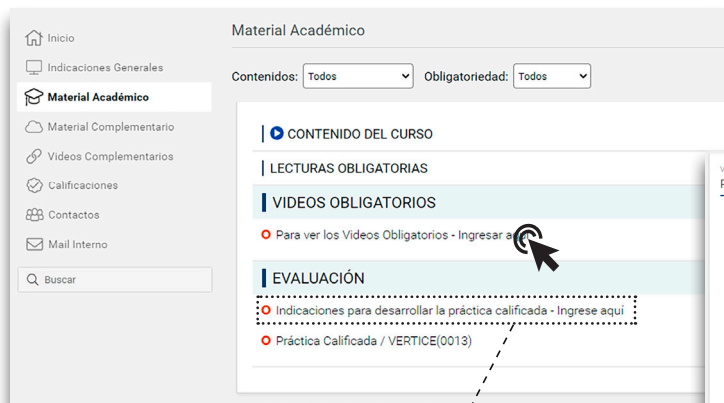 Inicio
Indicaciones Generales
Material Académico
Material Complementario
Videos Complementarios
Calificaciones
Contactos
Mail Interno
Buscar
Material Académico
Contenidos: Todos Obligatoriedad: Todos
CONTENIDO DEL CURSO
LECTURAS OBLIGATORIAS
VIDEOS OBLIGATORIOS
Para ver los Videos Obligatorios - Ingresar
EVALUACIÓN
Indicaciones para desarrollar la práctica calificada - Ingrese aquí
Práctica Calificada / VERTICE(0013)